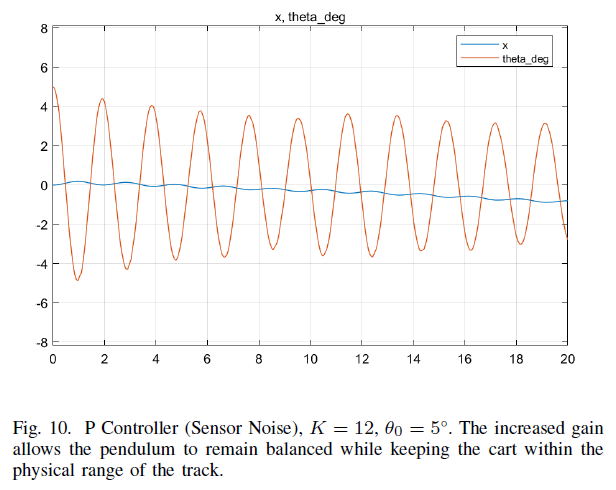 x, theta_deg
x
theta_deg
8
6
4
2
0
-2
-4
-6
-8
0 2 4 6 8 10 12 14 16 18 20
Fig. 10. P Controller (Sensor Noise), K = 12, θ₀ = 5°. The increased gain
allows the pendulum to remain balanced while keeping the cart within the
physical range of the track.